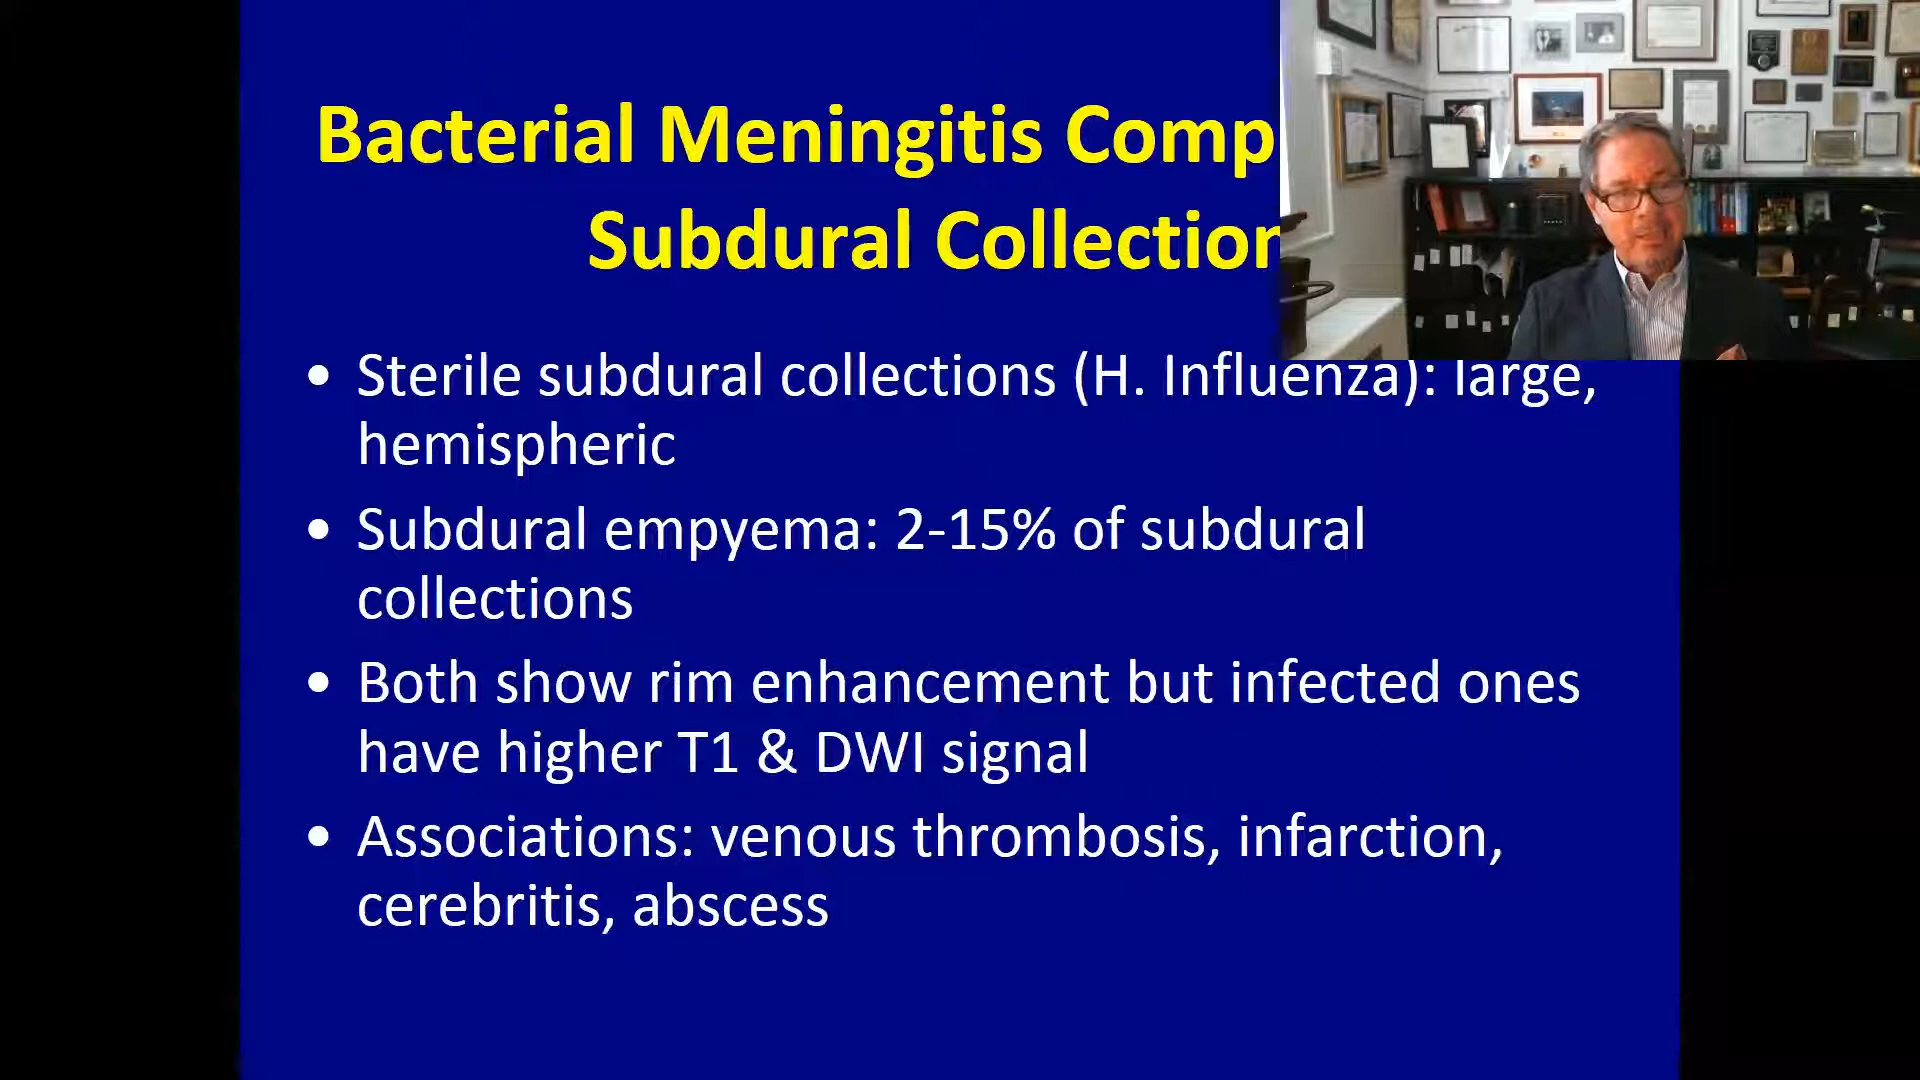 Bacterial Meningitis Comp
Subdural Collection
• Sterile subdural collections (H. Influenza): large,
hemispheric
• Subdural empyema: 2-15% of subdural
collections
• Both show rim enhancement but infected ones
have higher T1 & DWI signal
• Associations: venous thrombosis, infarction,
cerebritis, abscess